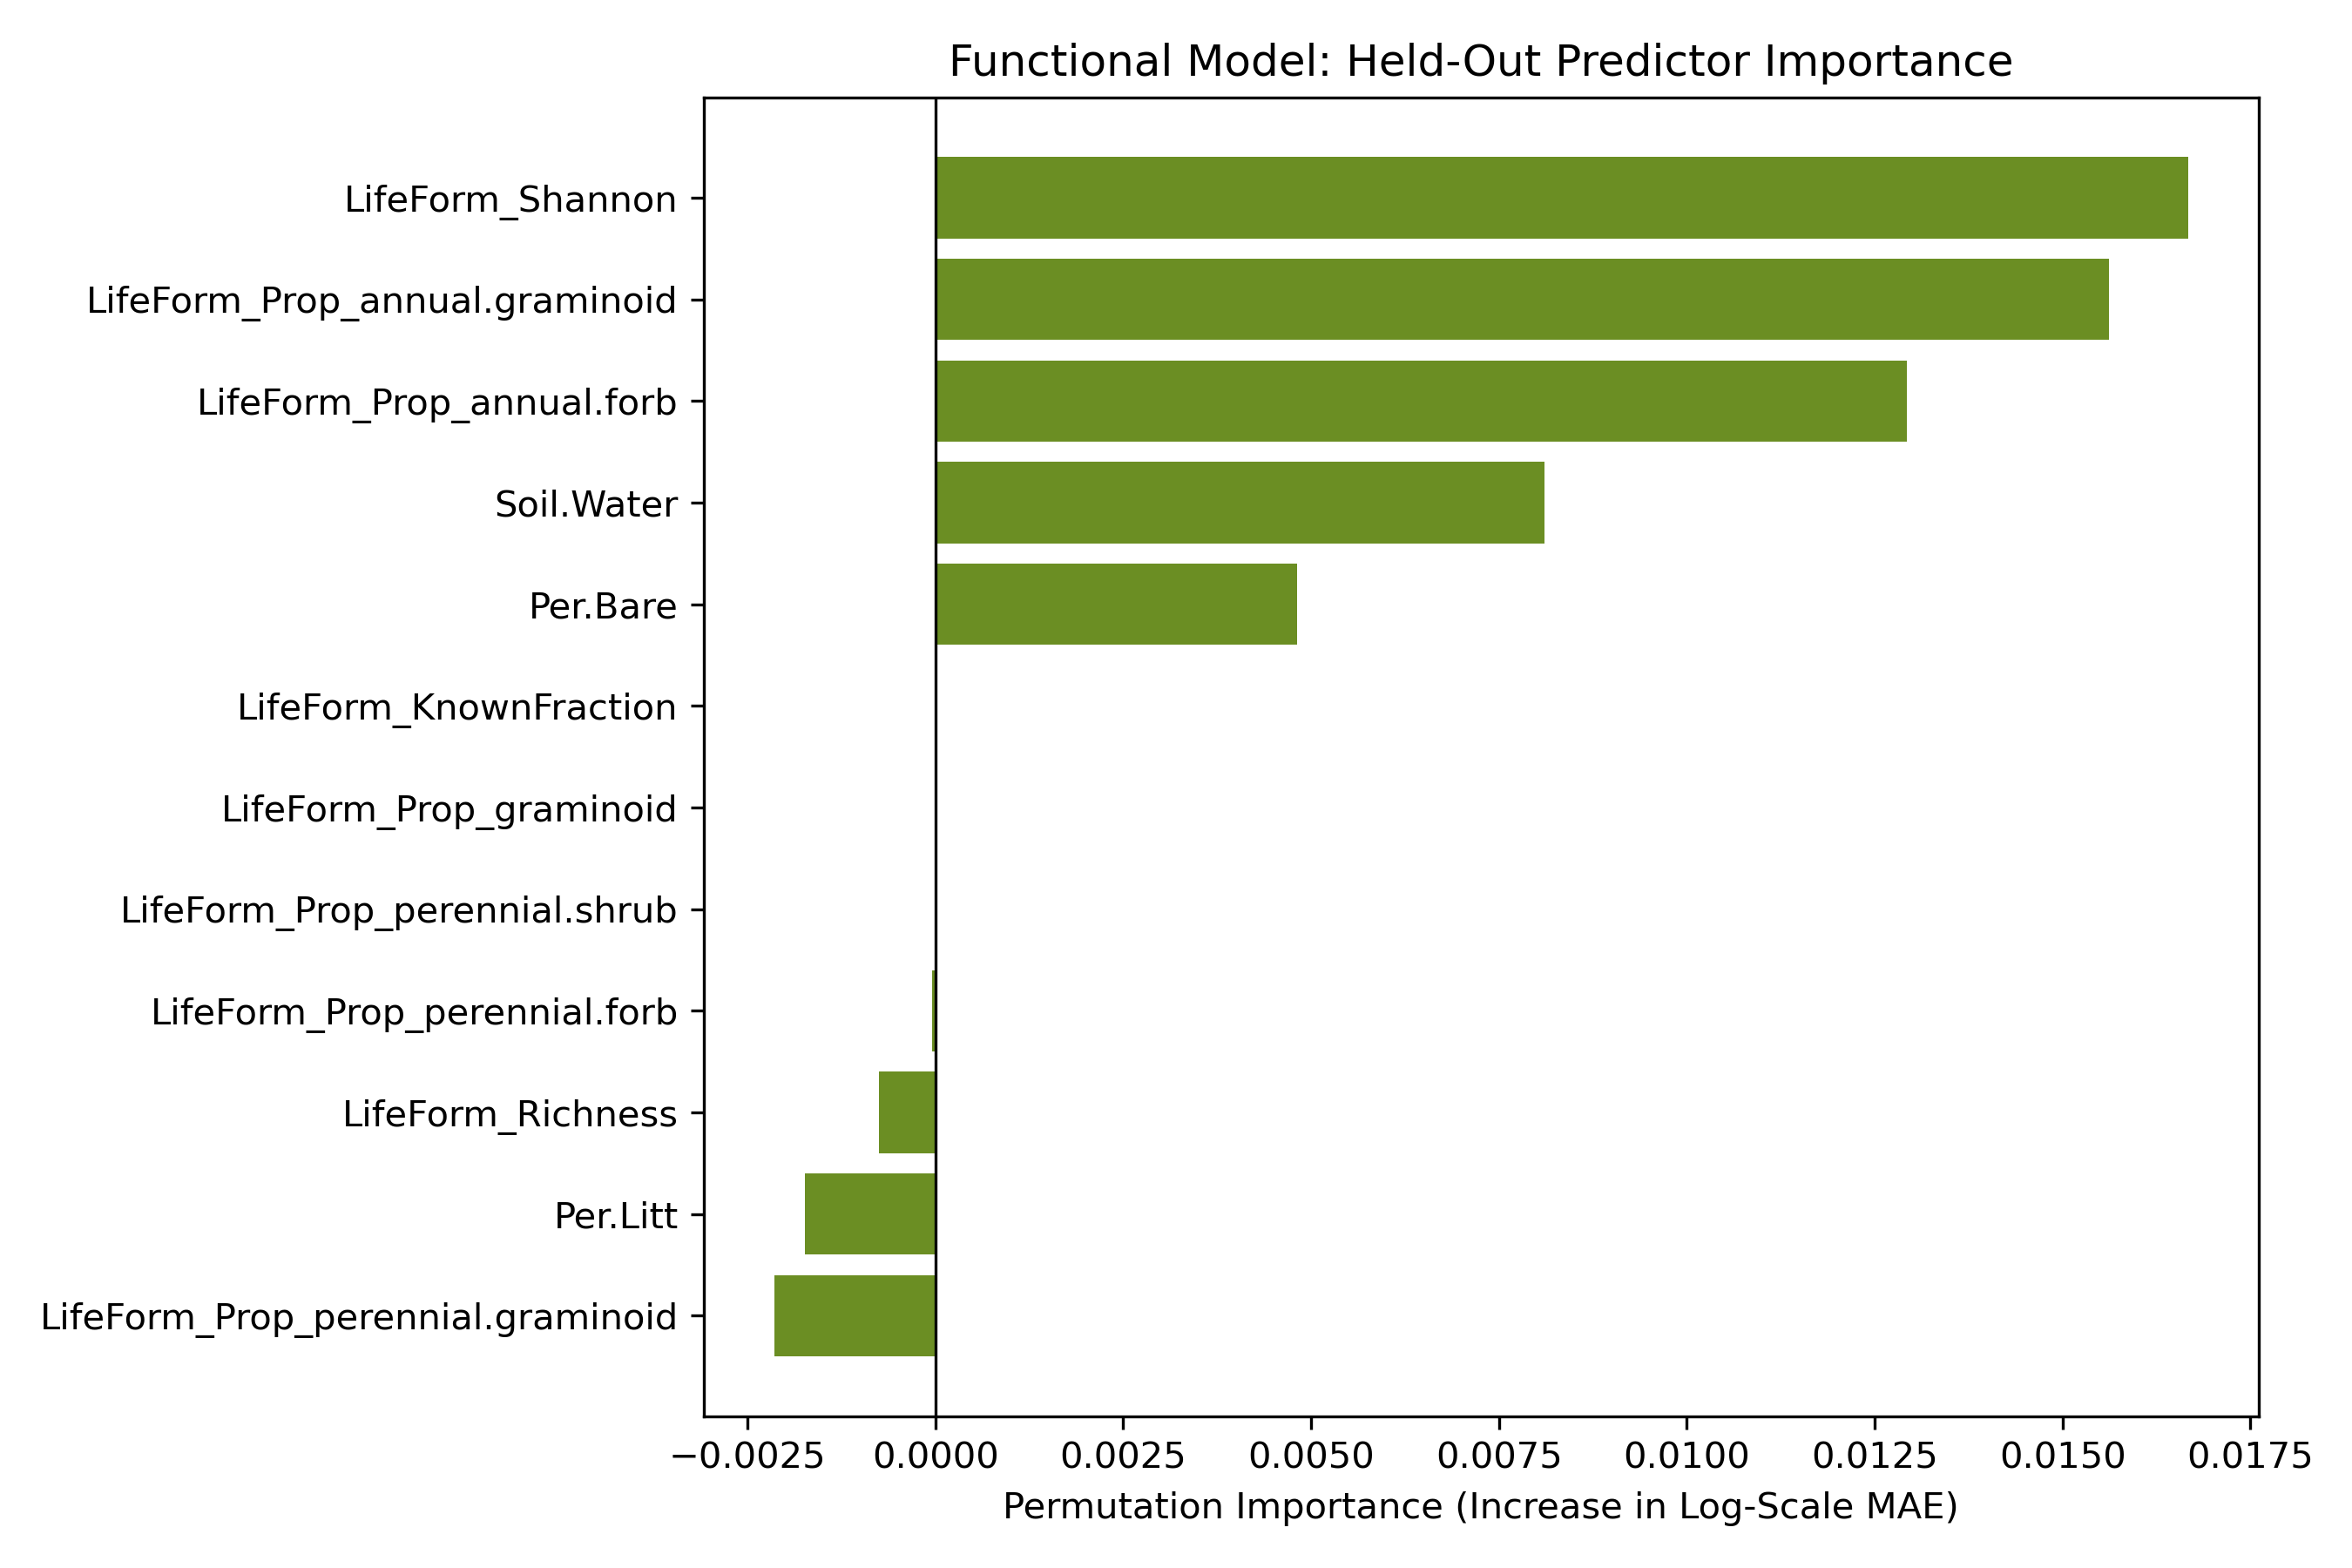 Functional Model: Held-Out Predictor Importance
LifeForm_Shannon
LifeForm_Prop_annual.graminoid
LifeForm_Prop_annual.forb
Soil.Water
Per.Bare
LifeForm_KnownFraction
LifeForm_Prop_graminoid
LifeForm_Prop_perennial.shrub
LifeForm_Prop_perennial.forb
LifeForm_Richness
Per.Litt
LifeForm_Prop_perennial.graminoid
−0.0025 0.0000 0.0025 0.0050 0.0075 0.0100 0.0125 0.0150 0.0175
Permutation Importance (Increase in Log-Scale MAE)